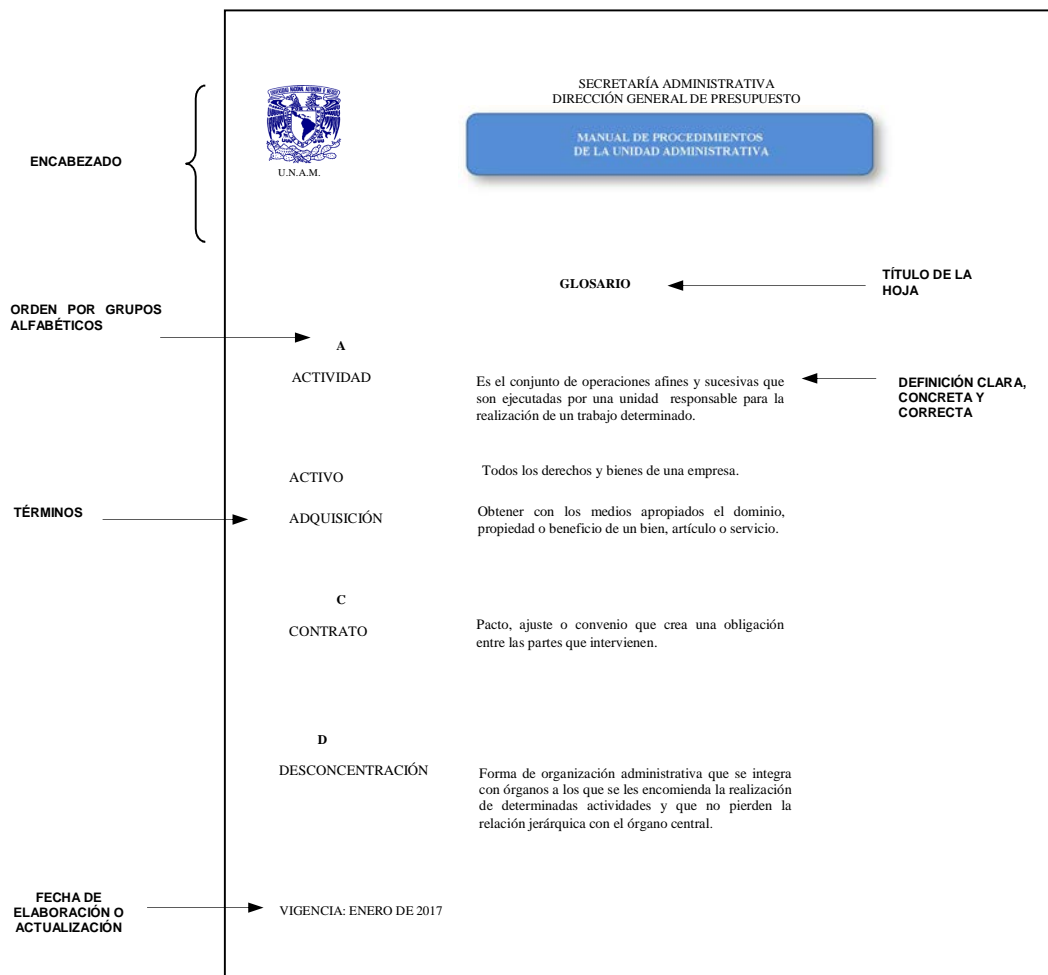 SECRETARÍA ADMINISTRATIVA
DIRECCIÓN GENERAL DE PRESUPUESTO
MANUAL DE PROCEDIMIENTOS
DE LA UNIDAD ADMINISTRATIVA
ENCABEZADO
U.N.A.M.
GLOSARIO
TÍTULO DE LA
HOJA
ORDEN POR GRUPOS
ALFABÉTICOS
A
ACTIVIDAD
Es el conjunto de operaciones afines y sucesivas que
son ejecutadas por una unidad responsable para la
realización de un trabajo determinado.
DEFINICIÓN CLARA,
CONCRETA Y
CORRECTA
ACTIVO
Todos los derechos y bienes de una empresa.
TÉRMINOS
ADQUISICIÓN
Obtener con los medios apropiados el dominio,
propiedad o beneficio de un bien, artículo o servicio.
C
CONTRATO
Pacto, ajuste o convenio que crea una obligación
entre las partes que intervienen.
D
DESCONCENTRACIÓN
Forma de organización administrativa que se integra
con órganos a los que se les encomienda la realización
de determinadas actividades y que no pierden la
relación jerárquica con el órgano central.
FECHA DE
ELABORACIÓN O
ACTUALIZACIÓN
VIGENCIA: ENERO DE 2017